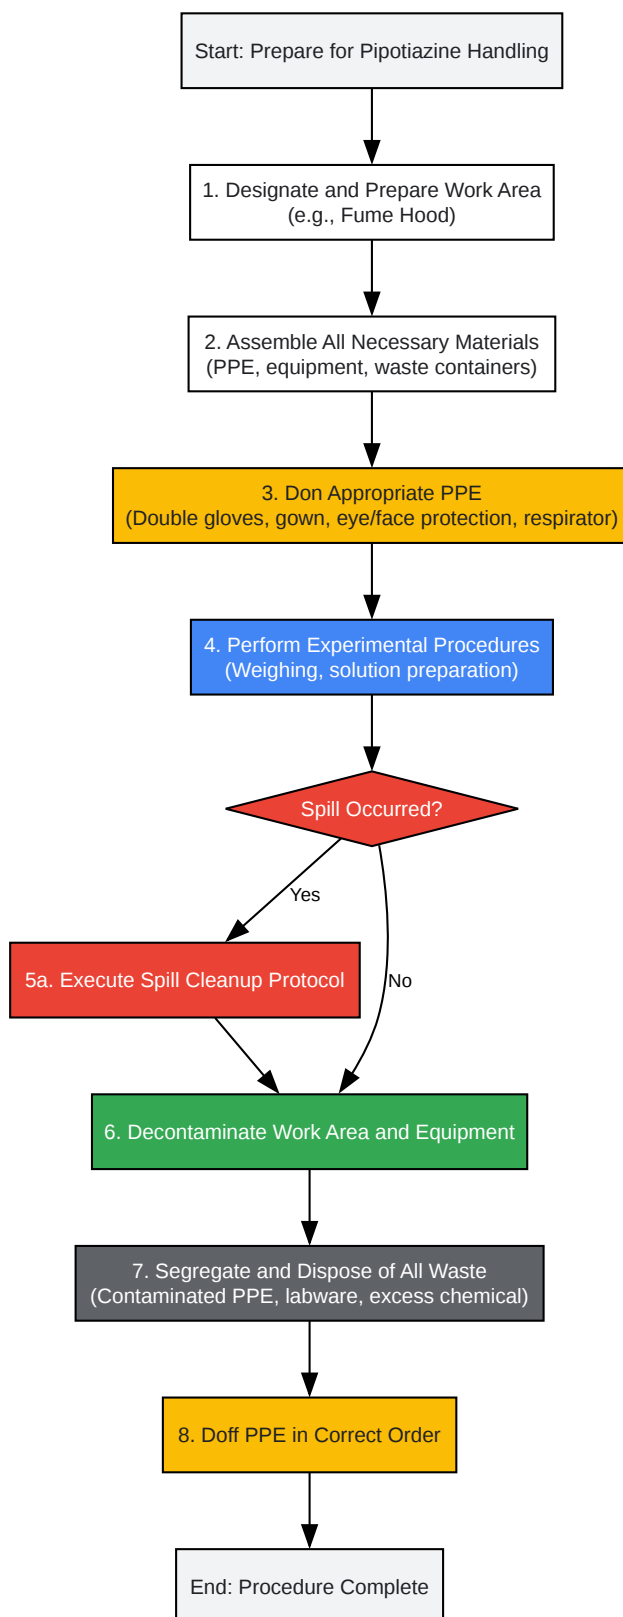 Start: Prepare for Pipotiazine Handling
1. Designate and Prepare Work Area
(e.g., Fume Hood)
2. Assemble All Necessary Materials
(PPE, equipment, waste containers)
3. Don Appropriate PPE
(Double gloves, gown, eye/face protection, respirator)
4. Perform Experimental Procedures
(Weighing, solution preparation)
Spill Occurred?
Yes
5a. Execute Spill Cleanup Protocol
No
6. Decontaminate Work Area and Equipment
7. Segregate and Dispose of All Waste
(Contaminated PPE, labware, excess chemical)
8. Doff PPE in Correct Order
End: Procedure Complete